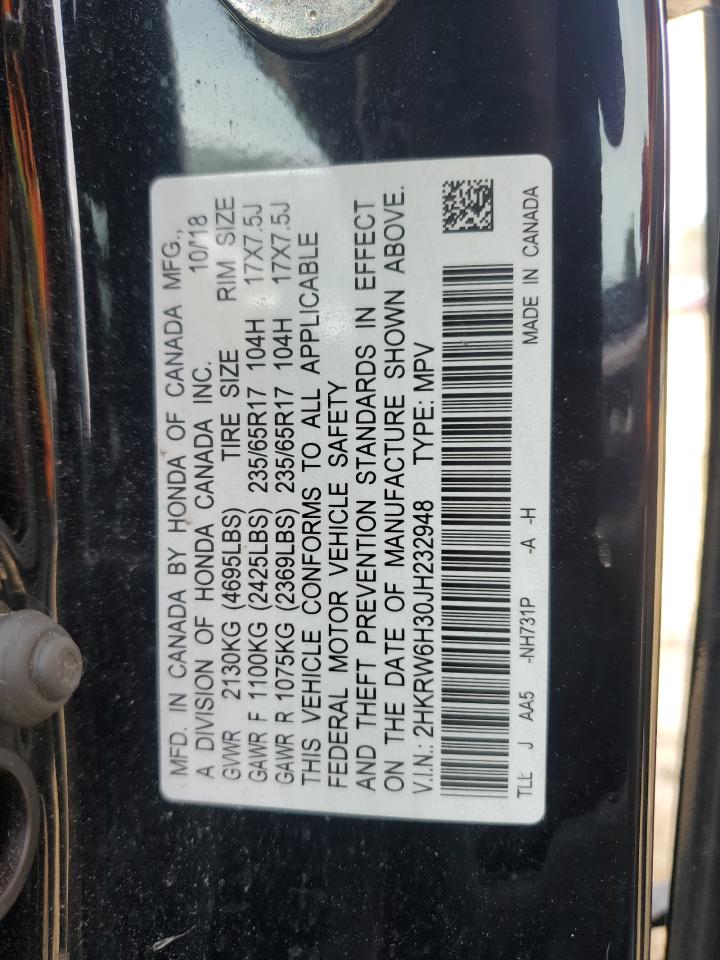 MFD. IN CANADA BY HONDA OF CANADA MFG.,
A DIVISION OF HONDA CANADA INC. 10/18
GVWR 2130KG (4695LBS) TIRE SIZE RIM SIZE
GAWR F 1100KG (2425LBS) 235/65R17 104H 17X7.5J
GAWR R 1075KG (2369LBS) 235/65R17 104H 17X7.5J
THIS VEHICLE CONFORMS TO ALL APPLICABLE
FEDERAL MOTOR VEHICLE SAFETY
AND THEFT PREVENTION STANDARDS IN EFFECT
ON THE DATE OF MANUFACTURE SHOWN ABOVE.
V.I.N.: 2HKRW6H30JH232948 TYPE: MPV
TLL J AA5 -NH731P -A -H MADE IN CANADA